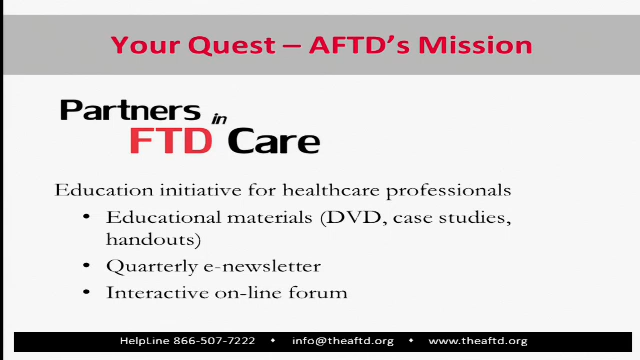 Your Quest – AFTD's Mission
Partners in
FTD Care
Education initiative for healthcare professionals
• Educational materials (DVD, case studies,
handouts)
• Quarterly e-newsletter
• Interactive on-line forum
HelpLine 866-507-7222 • info@theaftd.org • www.theaftd.org